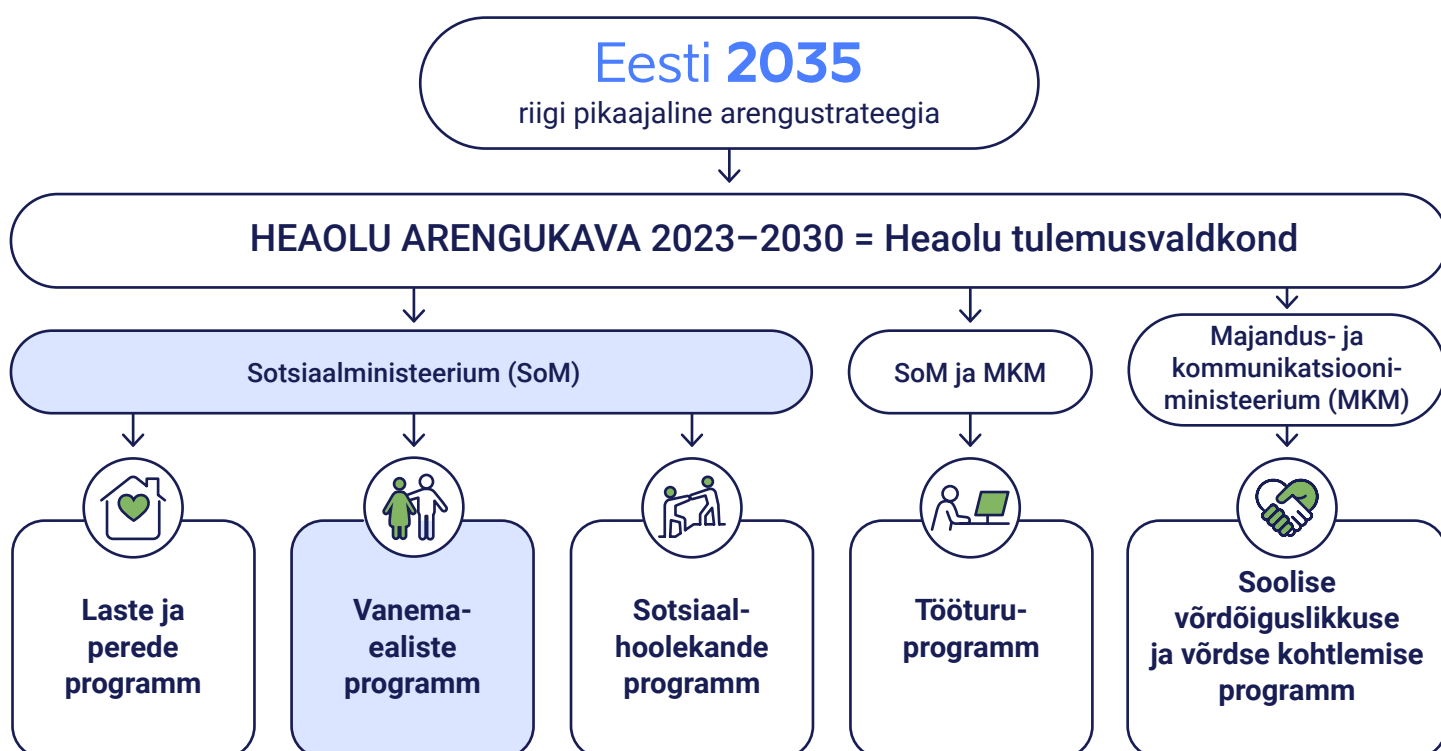 Eesti 2035
riigi pikaajaline arengustrateegia
HEAOLU ARENGUKAVA 2023–2030 = Heaolu tulemusvaldkond
Sotsiaalministeerium (SoM)
SoM ja MKM
Majandus- ja
kommunikatsiooni-
ministeerium (MKM)
Laste ja
perede
programm
Vanema-
ealiste
programm
Sotsiaal-
hoolekande
programm
Tööturu-
programm
Soolise
võrdõiguslikkuse
ja võrdse kohtlemise
programm